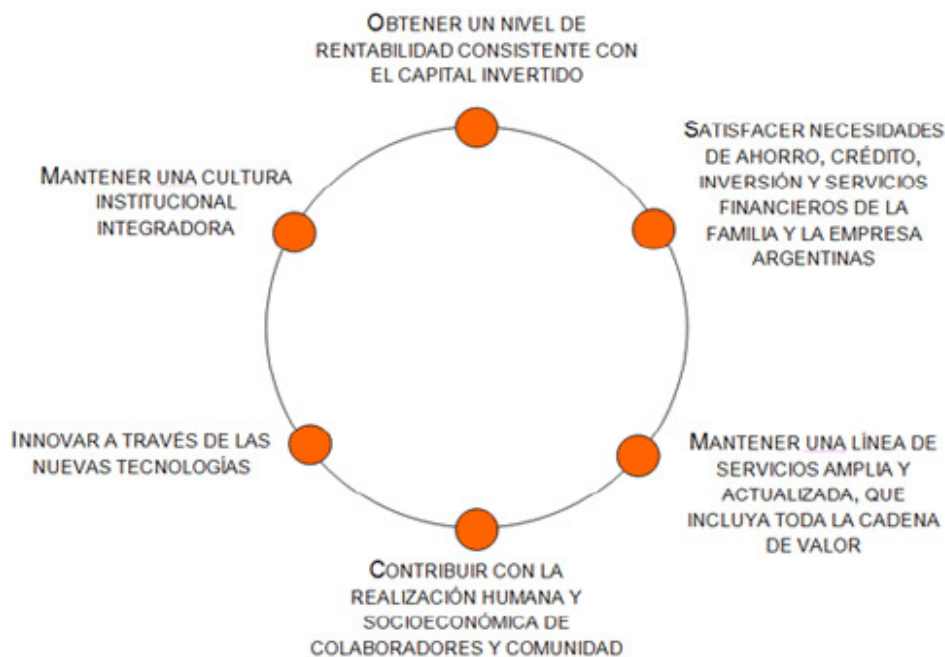 OBTENER UN NIVEL DE
RENTABILIDAD CONSISTENTE CON
EL CAPITAL INVERTIDO
SATISFACER NECESIDADES
DE AHORRO, CRÉDITO,
INVERSIÓN Y SERVICIOS
FINANCIEROS DE LA
FAMILIA Y LA EMPRESA
ARGENTINAS
MANTENER UNA CULTURA
INSTITUCIONAL
INTEGRADORA
INNOVAR A TRAVÉS DE LAS
NUEVAS TECNOLOGÍAS
MANTENER UNA LÍNEA DE
SERVICIOS AMPLIA Y
ACTUALIZADA, QUE
INCLUYA TODA LA CADENA
DE VALOR
CONTRIBUIR CON LA
REALIZACIÓN HUMANA Y
SOCIOECONÓMICA DE
COLABORADORES Y COMUNIDAD